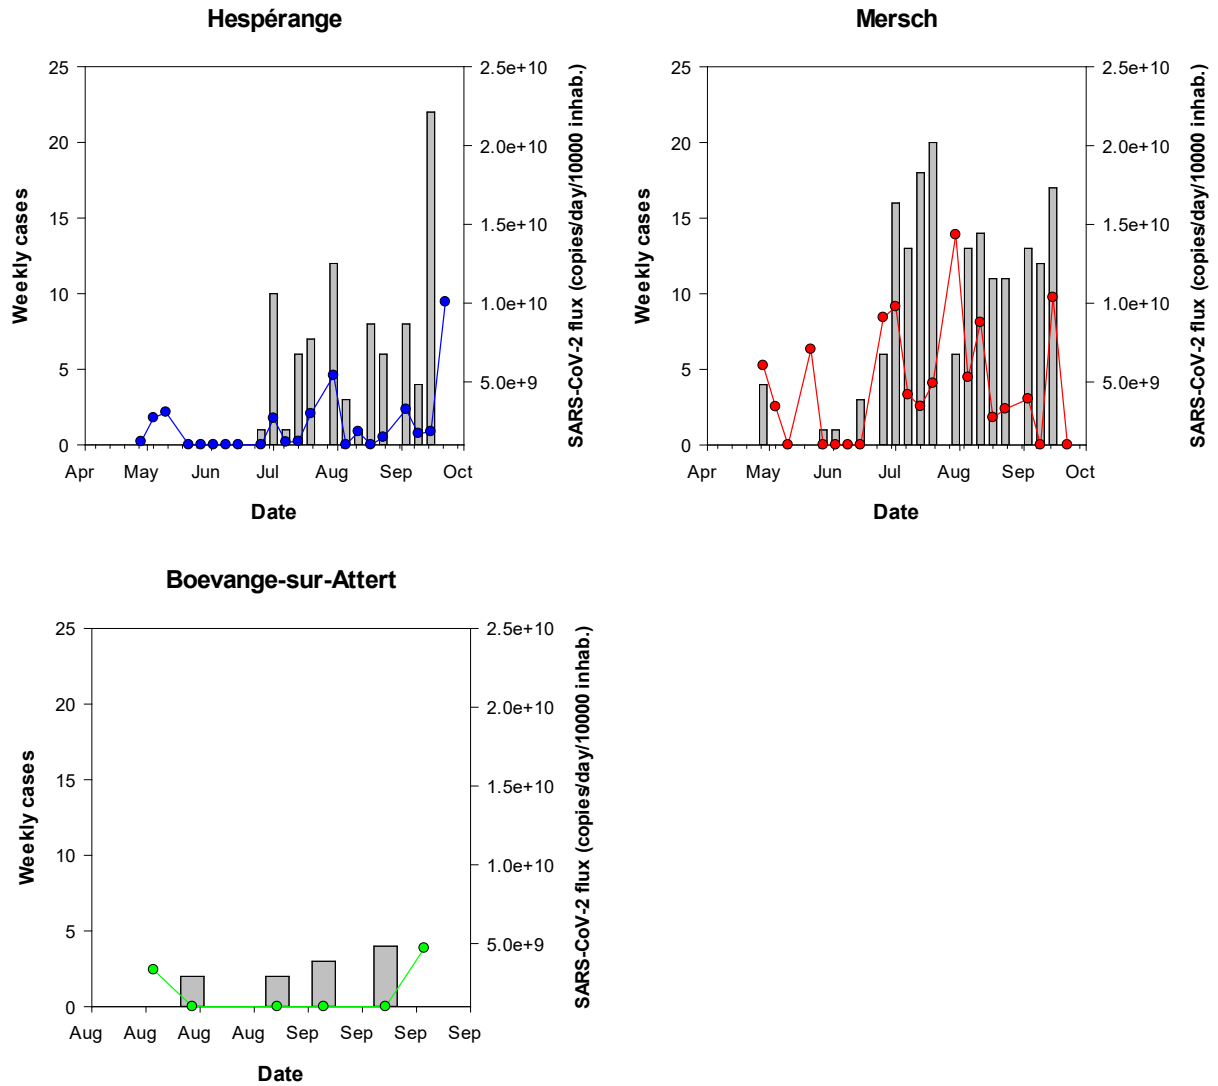 Hespérange
25
20
15
10
5
0
Weekly cases
2.5e+10
2.0e+10
1.5e+10
1.0e+10
5.0e+9
SARS-CoV-2 flux (copies/day/10000 inhab.)
Apr May Jun Jul Aug Sep Oct
Date
Mersch
25
20
15
10
5
0
Weekly cases
2.5e+10
2.0e+10
1.5e+10
1.0e+10
5.0e+9
SARS-CoV-2 flux (copies/day/10000 inhab.)
Apr May Jun Jul Aug Sep Oct
Date
Boevange-sur-Attert
25
20
15
10
5
0
Weekly cases
2.5e+10
2.0e+10
1.5e+10
1.0e+10
5.0e+9
SARS-CoV-2 flux (copies/day/10000 inhab.)
Aug Aug Aug Aug Sep Sep Sep Sep
Date